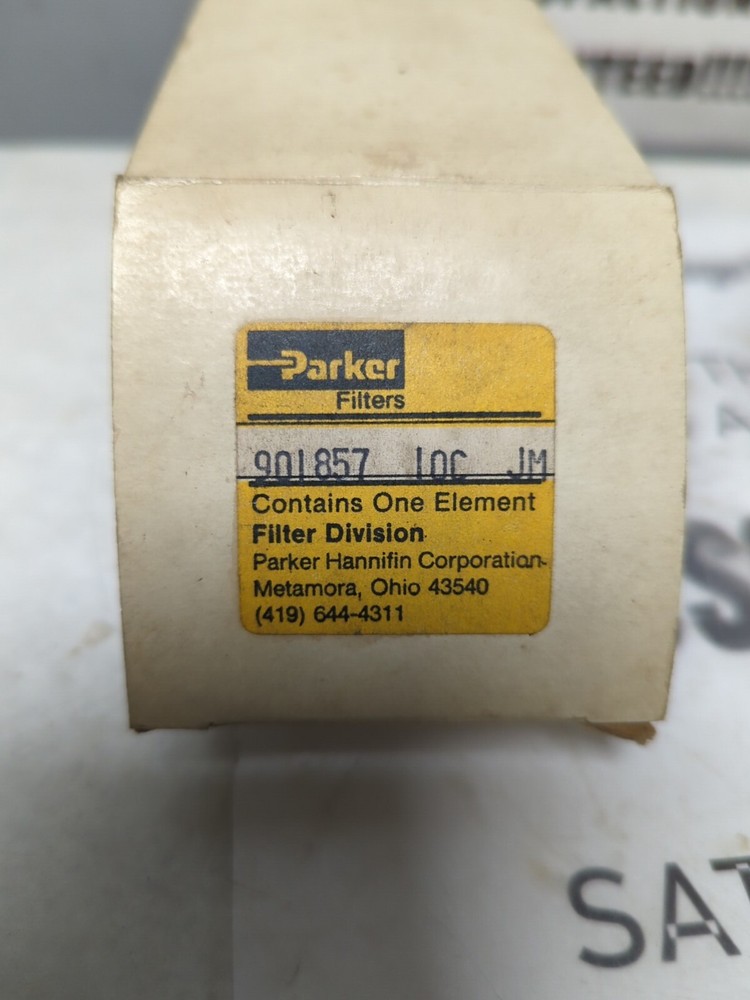 TEED!!!
Parker
Filters
901857 10C JM
Contains One Element
Filter Division
Parker Hannifin Corporation
Metamora, Ohio 43540
(419) 644-4311
SAT